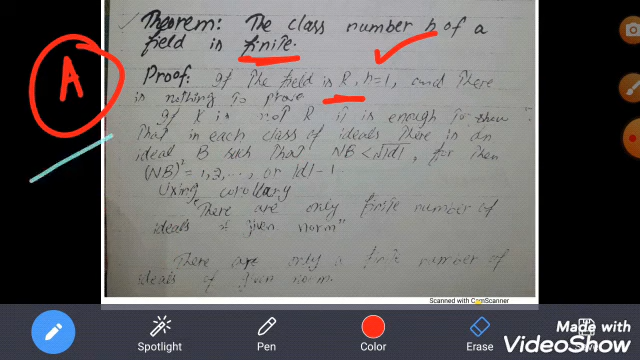 Theorem: The class number h of a
field is finite.
A
Proof: If the field is R, h=1, and there
is nothing to prove
If K is not R it is enough to show
That in each class of ideals There is an
ideal B such that NB < √|d|, for then
(NB)² = 1, 2, ..., or |d| - 1
Using corollary
"There are only finite number of
ideals of given norm"
There are only a finite number of
ideals of given norm.
Scanned with CamScanner
Spotlight
Pen
Color
Erase
Made with
VideoShow